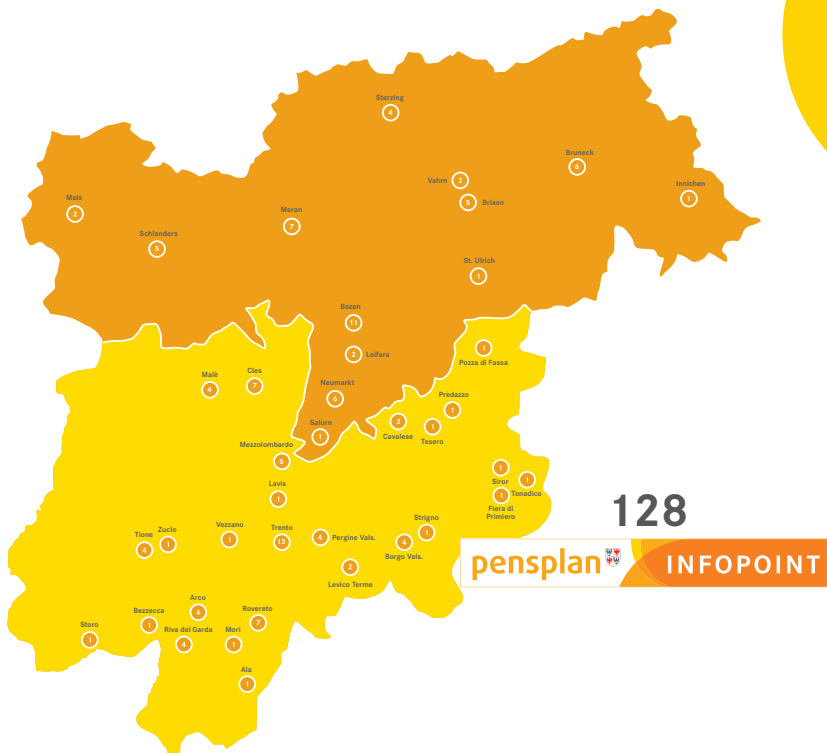 Sterzing
4
Bruneck
6
Vahrn 2
5 Brixen
Innichen
1
Mals
2
Meran
7
Schlanders
5
St. Ulrich
1
Bozen
11
2 Leifers
Pozza di Fassa
1
Malè
4
Cles
7
Neumarkt
6
Predazzo
1
Salurn
1
3
Cavalese
1
Tesero
Mezzolombardo
5
1
Siror
1
Tonadico
1
Fiera di
Primiero
Lavis
1
128
pensplan INFOPOINT
Tione
4
Zuclo
1
Vezzano
1
Trento
13
4 Pergine Vals.
Strigno
1
4
Borgo Vals.
2
Levico Terme
Arco
4
Bezzecca
1
Riva del Garda
4
Rovereto
7
Mori
1
Storo
1
Ala
1